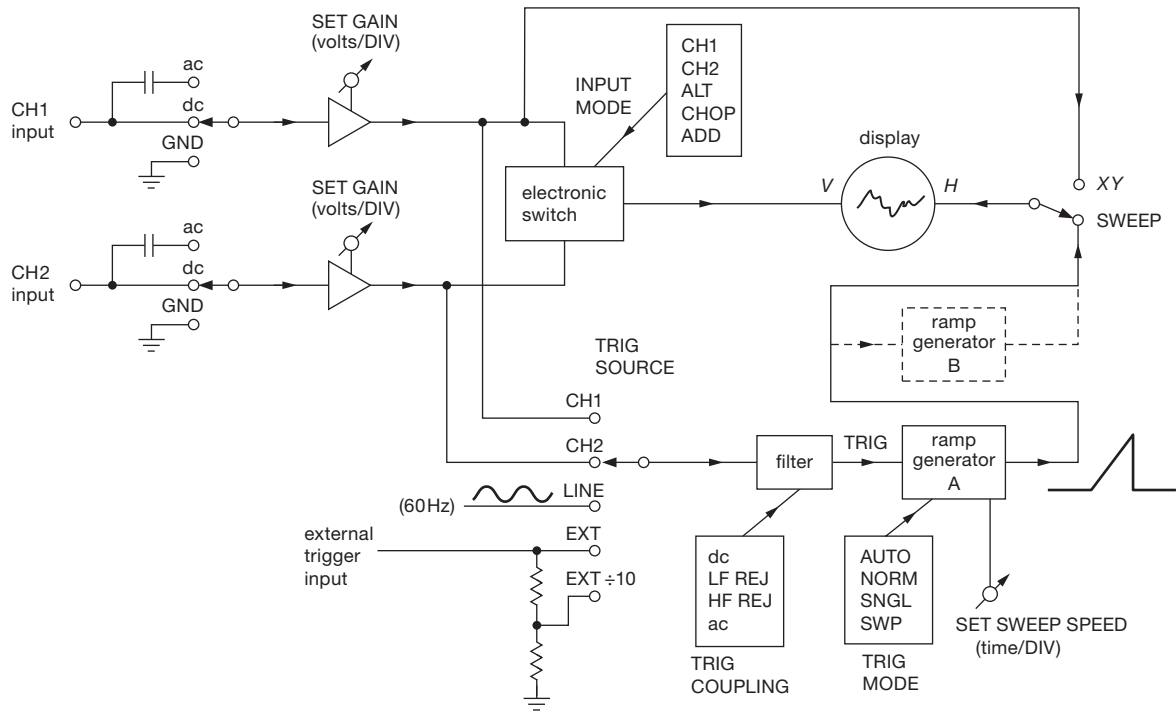 SET GAIN
(volts/DIV)
ac
CH1
input
dc
GND
INPUT
MODE
CH1
CH2
ALT
CHOP
ADD
display
V
H
XY
SWEEP
electronic
switch
SET GAIN
(volts/DIV)
ac
CH2
input
dc
GND
ramp
generator
B
TRIG
SOURCE
CH1
CH2
LINE
(60Hz)
EXT
EXT ÷10
external
trigger
input
filter
TRIG
ramp
generator
A
dc
LF REJ
HF REJ
ac
TRIG
COUPLING
AUTO
NORM
SNGL
SWP
TRIG
MODE
SET SWEEP SPEED
(time/DIV)